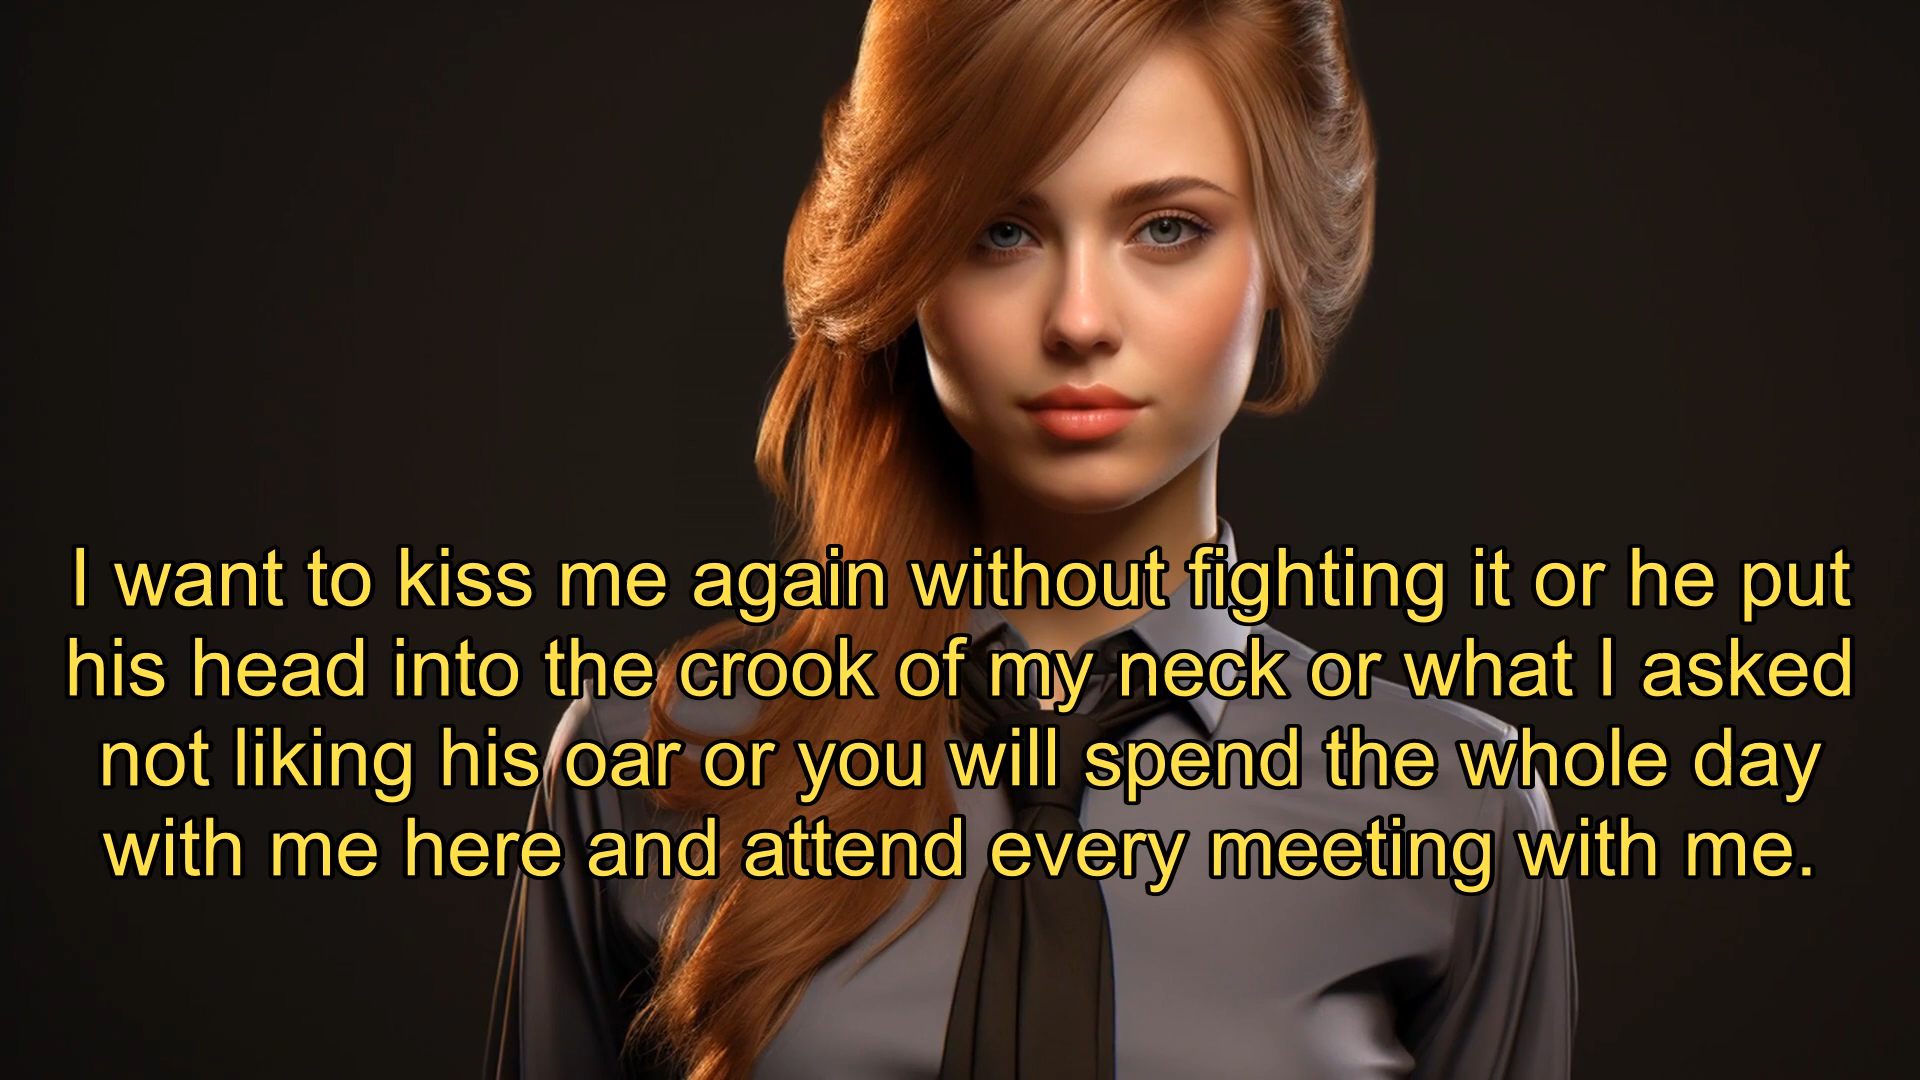 I want to kiss me again without fighting it or he put
his head into the crook of my neck or what I asked
not liking his oar or you will spend the whole day
with me here and attend every meeting with me.